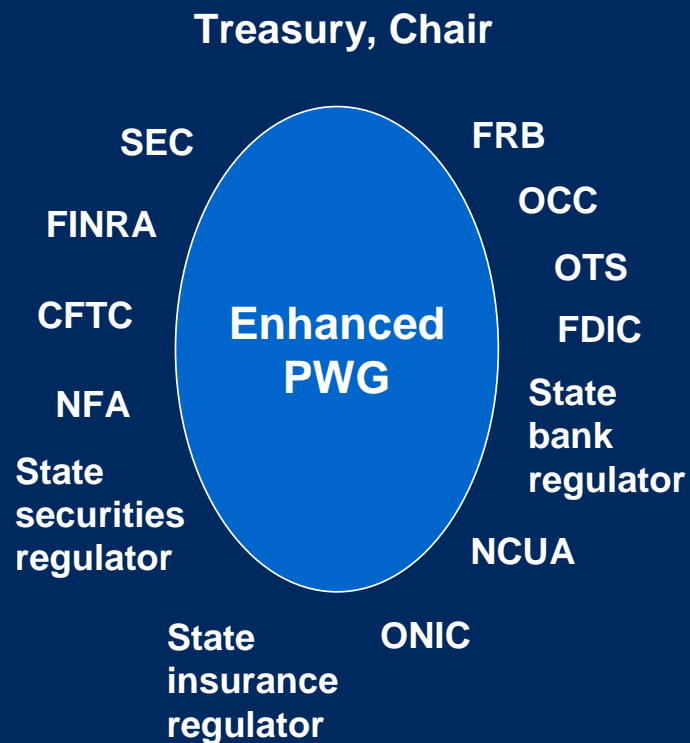 Treasury, Chair
SEC
FRB
OCC
FINRA
OTS
CFTC
FDIC
Enhanced
PWG
NFA
State
bank
regulator
State
securities
regulator
NCUA
State
insurance
regulator
ONIC